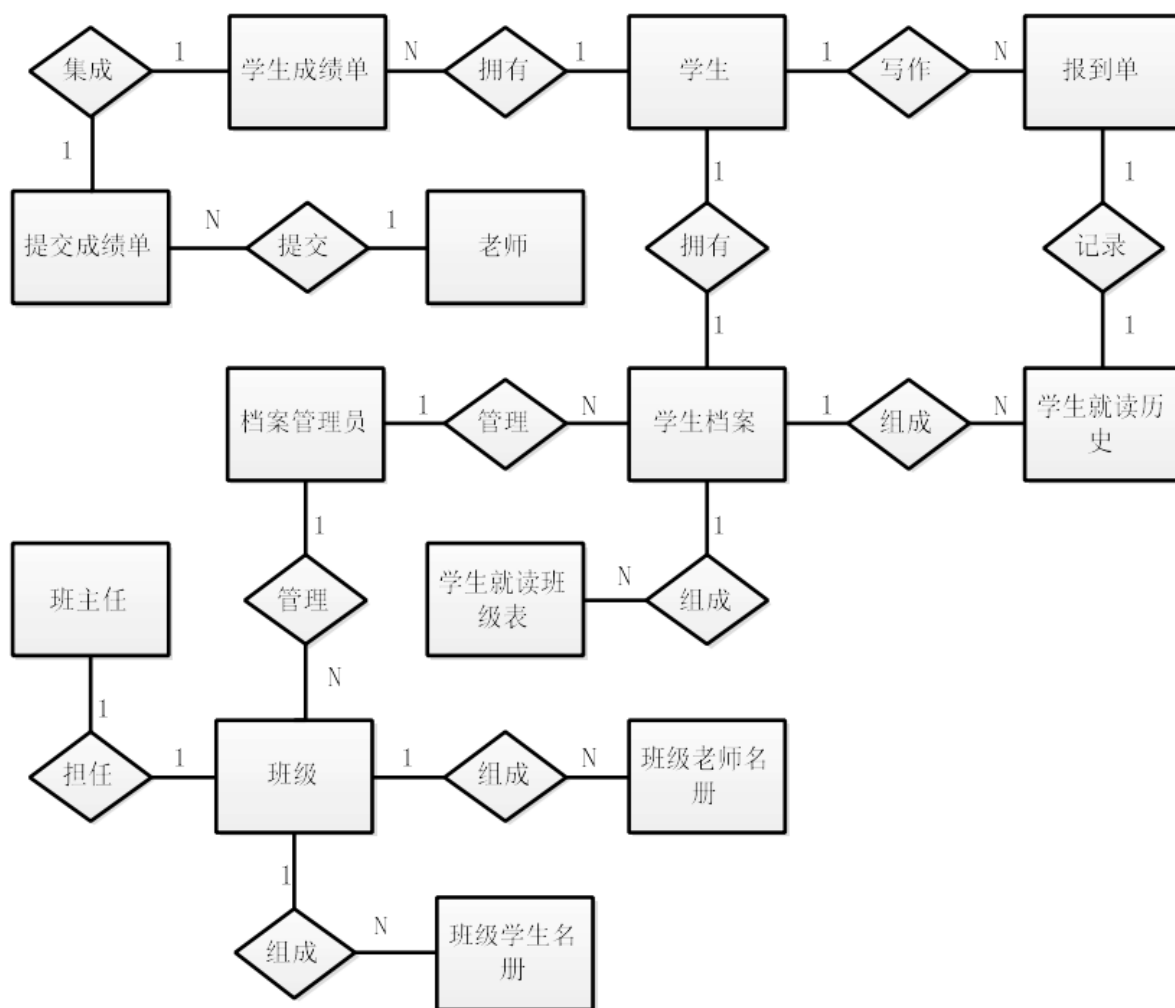 集成
1
学生成绩单
N
拥有
1
学生
1
写作
N
报到单
1
1
1
提交成绩单
N
提交
1
老师
拥有
记录
1
1
档案管理员
1
管理
N
学生档案
1
组成
N
学生就读历
史
1
1
班主任
管理
学生就读班
级表
N
组成
N
1
担任
1
班级
1
组成
N
班级老师名
册
1
组成
N
班级学生名
册